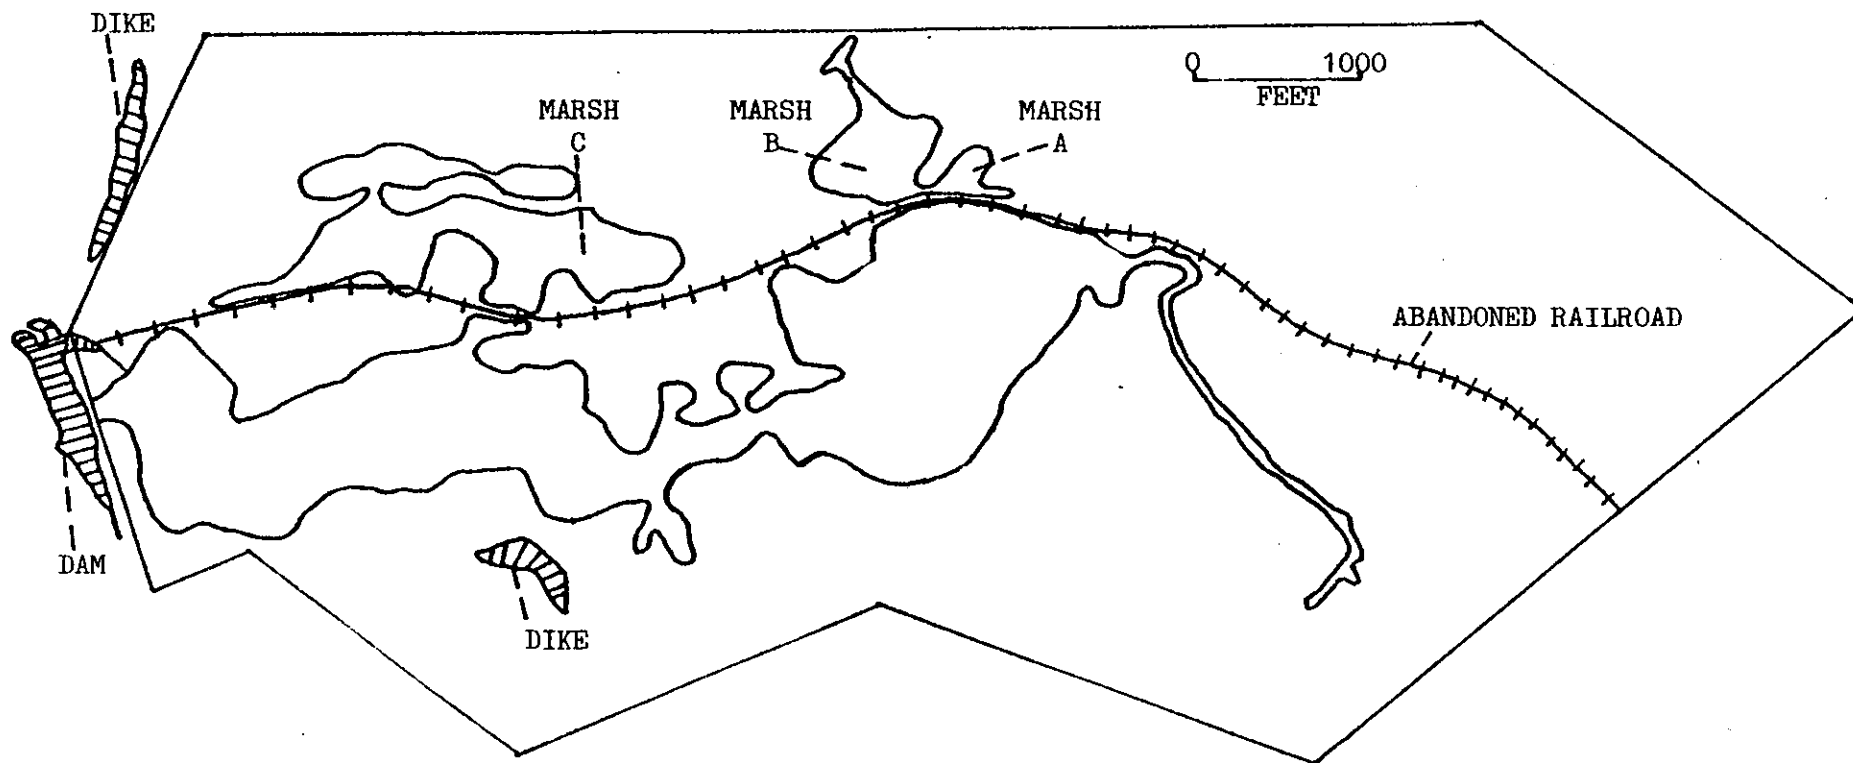 DIKE
0 1000
FEET
MARSH
C
MARSH
B
MARSH
A
ABANDONED RAILROAD
DAM
DIKE